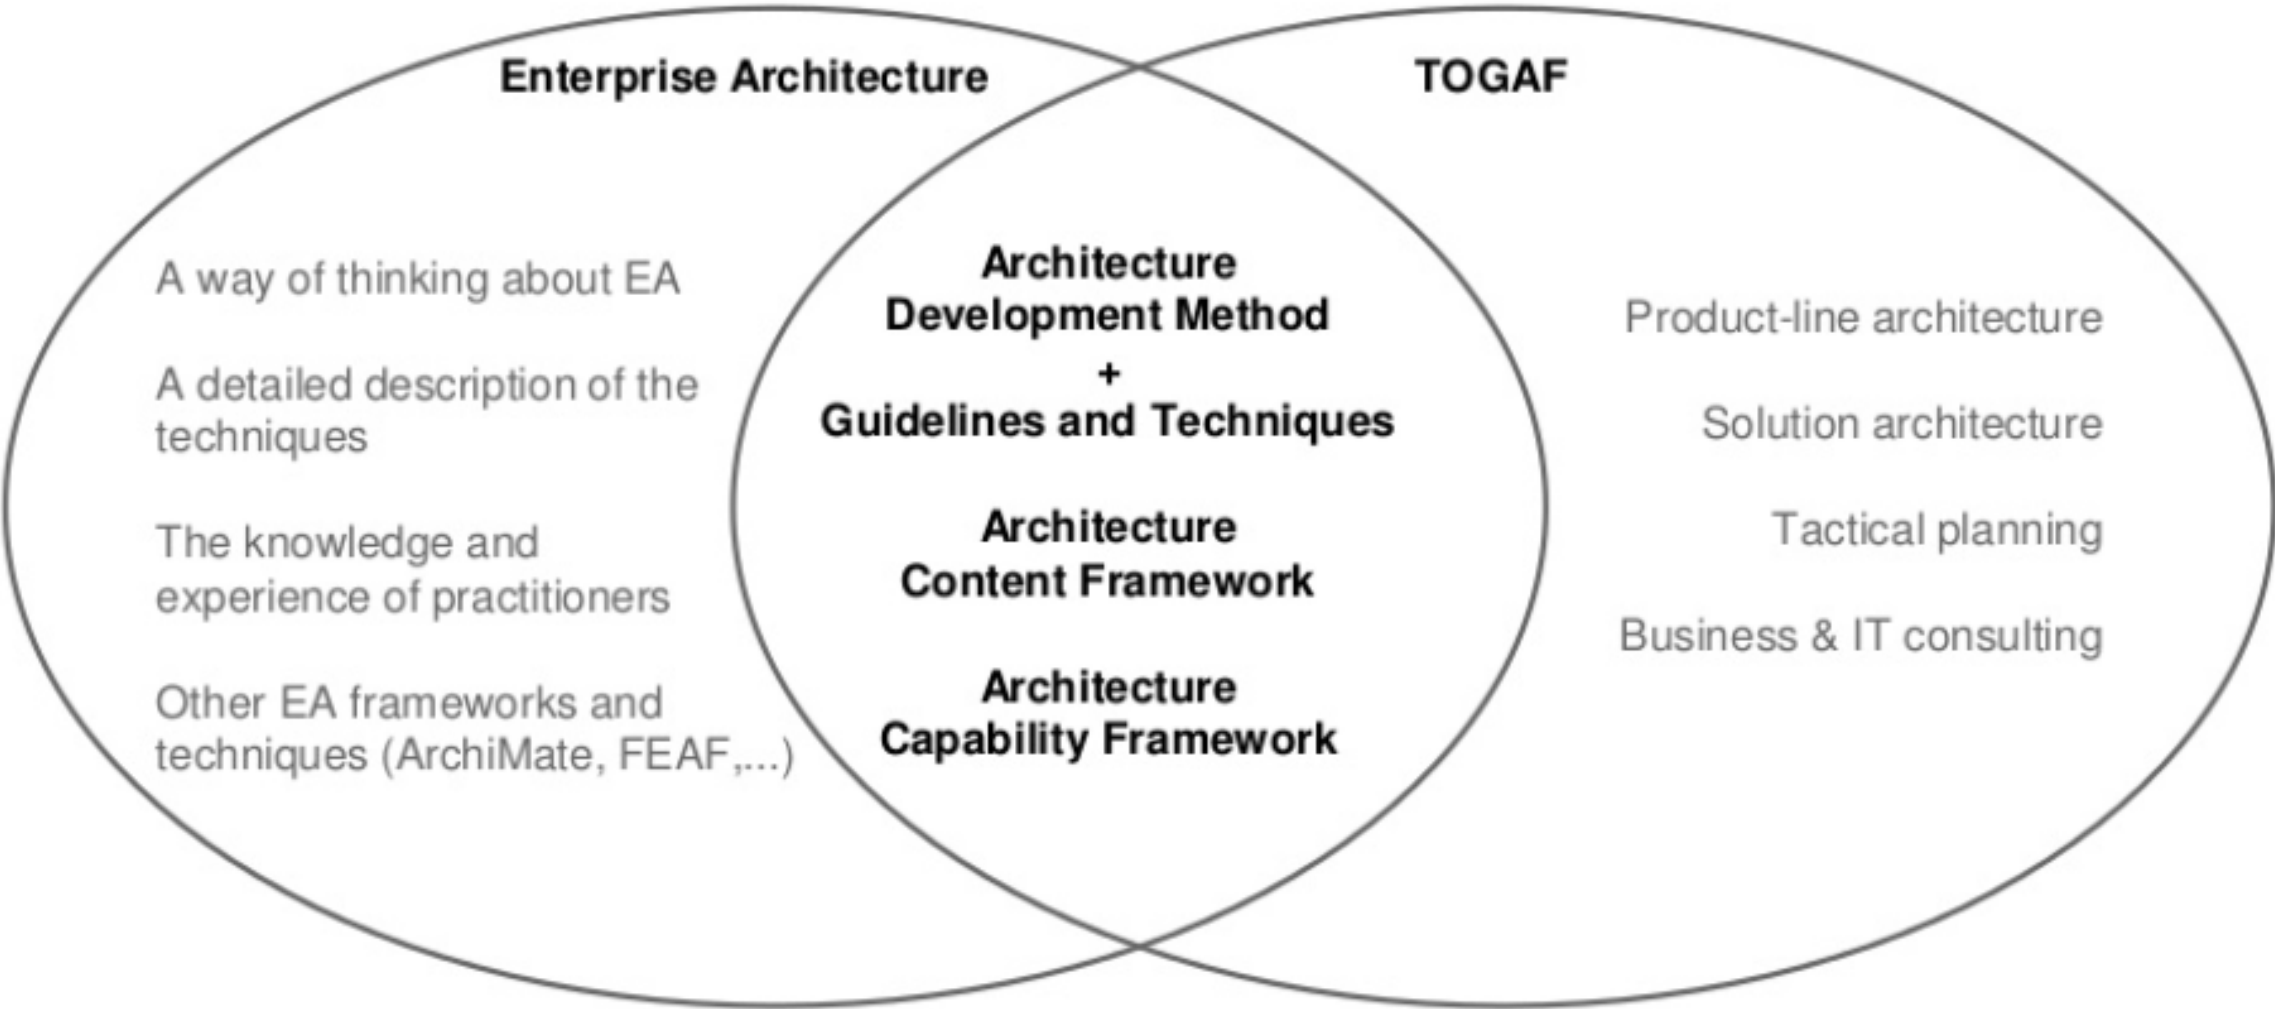 Enterprise Architecture
TOGAF
A way of thinking about EA
A detailed description of the
techniques
The knowledge and
experience of practitioners
Other EA frameworks and
techniques (ArchiMate, FEAF,...)
Architecture
Development Method
+
Guidelines and Techniques
Architecture
Content Framework
Architecture
Capability Framework
Product-line architecture
Solution architecture
Tactical planning
Business & IT consulting